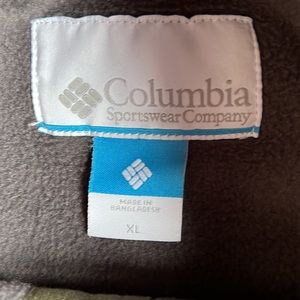 Columbia
Sportswear Company
MADE IN
BANGLADESH
XL